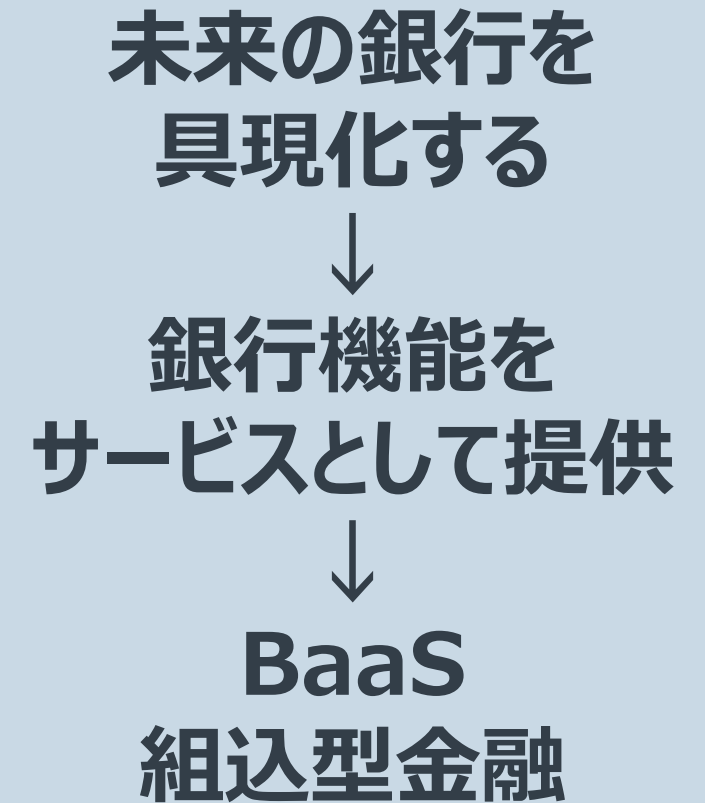 未来の銀行を
具現化する
↓
銀行機能を
サービスとして提供
↓
BaaS
組込型金融